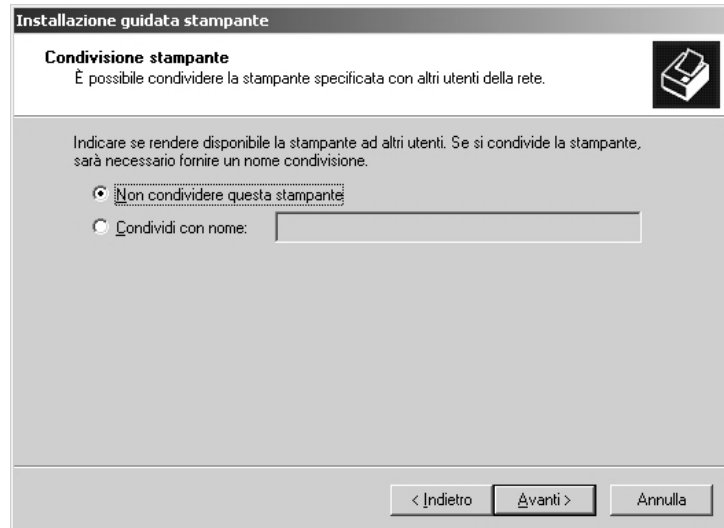 Installazione guidata stampante
Condivisione stampante
È possibile condividere la stampante specificata con altri utenti della rete.
Indicare se rendere disponibile la stampante ad altri utenti. Se si condivide la stampante,
sarà necessario fornire un nome condivisione.
Non condividere questa stampante
Condividi con nome:
< Indietro Avanti > Annulla